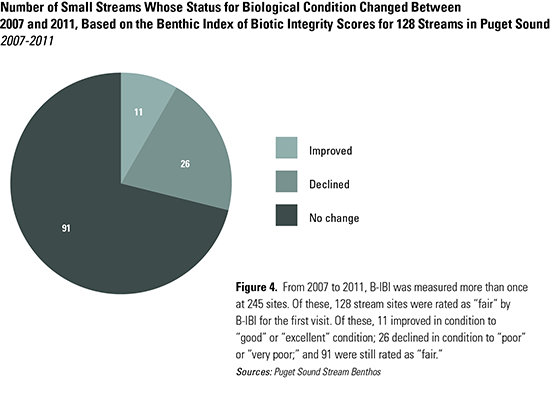 Number of Small Streams Whose Status for Biological Condition Changed Between
2007 and 2011, Based on the Benthic Index of Biotic Integrity Scores for 128 Streams in Puget Sound
2007-2011
11
26
91
Improved
Declined
No change
Figure 4. From 2007 to 2011, B-IBI was measured more than once
at 245 sites. Of these, 128 stream sites were rated as “fair” by
B-IBI for the first visit. Of these, 11 improved in condition to
“good” or “excellent” condition; 26 declined in condition to “poor”
or “very poor;” and 91 were still rated as “fair.”
Sources: Puget Sound Stream Benthos